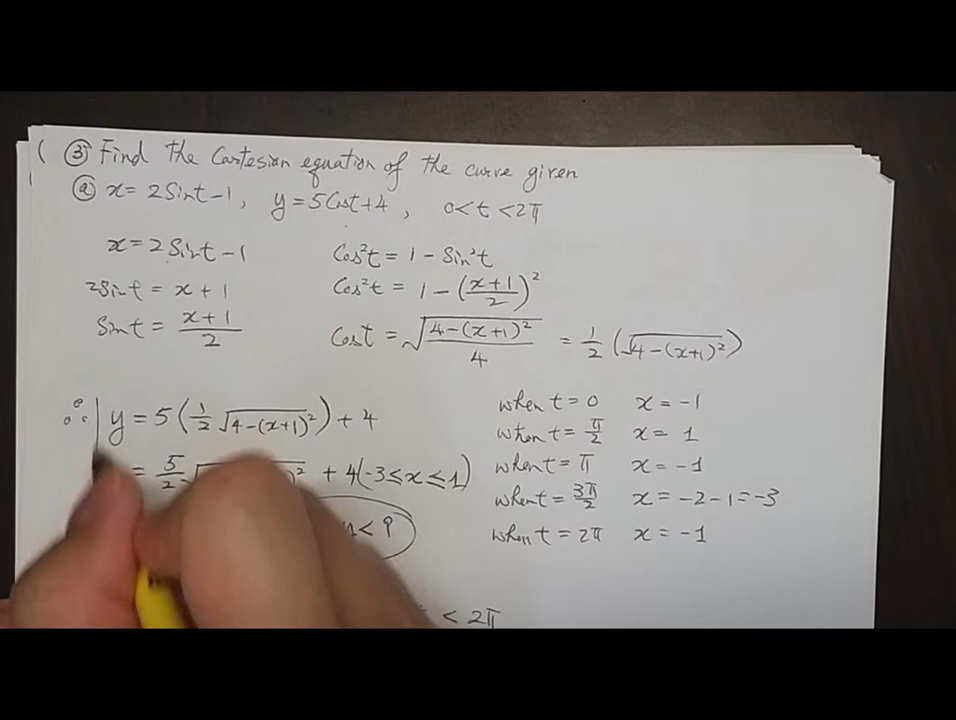 ③ Find the Cartesian equation of the curve given
ⓐ x = 2Sint-1, y = 5Cost+4, 0<t<2π
x = 2Sint-1
2Sint = x+1
Sint = (x+1)/2
Cos²t = 1 - Sin²t
Cos²t = 1 - ((x+1)/2)²
Cost = √((4-(x+1)²)/4) = 1/2 (√4-(x+1)²)
∴ y = 5(1/2 √4-(x+1)²) + 4
= 5/2 + 4 (-3≤x≤1)
< 9
when t=0 x=-1
when t=π/2 x=1
when t=π x=-1
when t=3π/2 x=-2-1=-3
when t=2π x=-1
< 2π